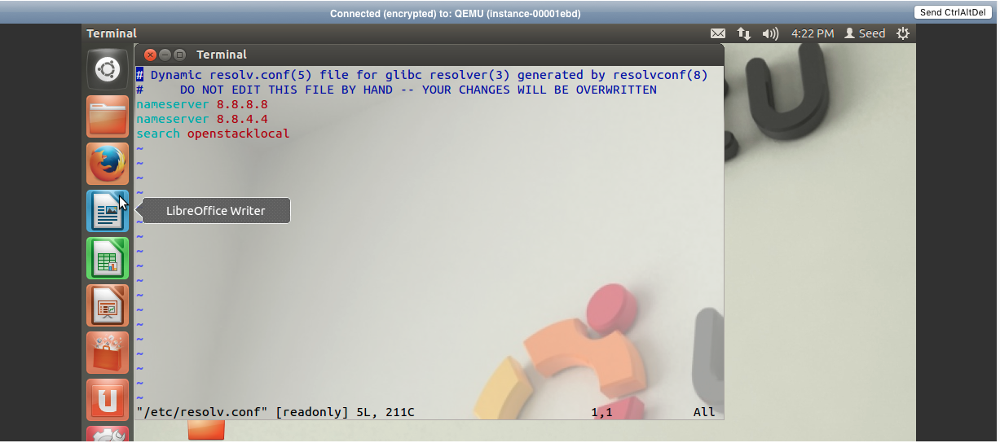 Connected (encrypted) to: QEMU (instance-00001ebd)
Send CtrlAltDel
Terminal
4:22 PM
Seed
Terminal
# Dynamic resolv.conf(5) file for glibc resolver(3) generated by resolvconf(8)
#     DO NOT EDIT THIS FILE BY HAND -- YOUR CHANGES WILL BE OVERWRITTEN
nameserver 8.8.8.8
nameserver 8.8.4.4
search openstacklocal
~
~
~
~
LibreOffice Writer
~
~
~
~
~
~
~
~
~
~
~
~
~
"/etc/resolv.conf" [readonly] 5L, 211C
1,1
All